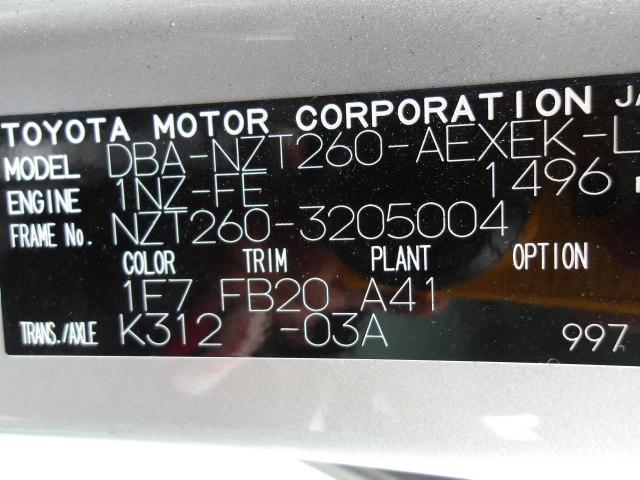 TOYOTA MOTOR CORPORATION JA
MODEL DBA-NZT260-AEXEK-L
ENGINE 1NZ-FE 1496
FRAME No. NZT260-3205004
COLOR TRIM PLANT OPTION
1F7 FB20 A41
TRANS./AXLE K312 -03A 997